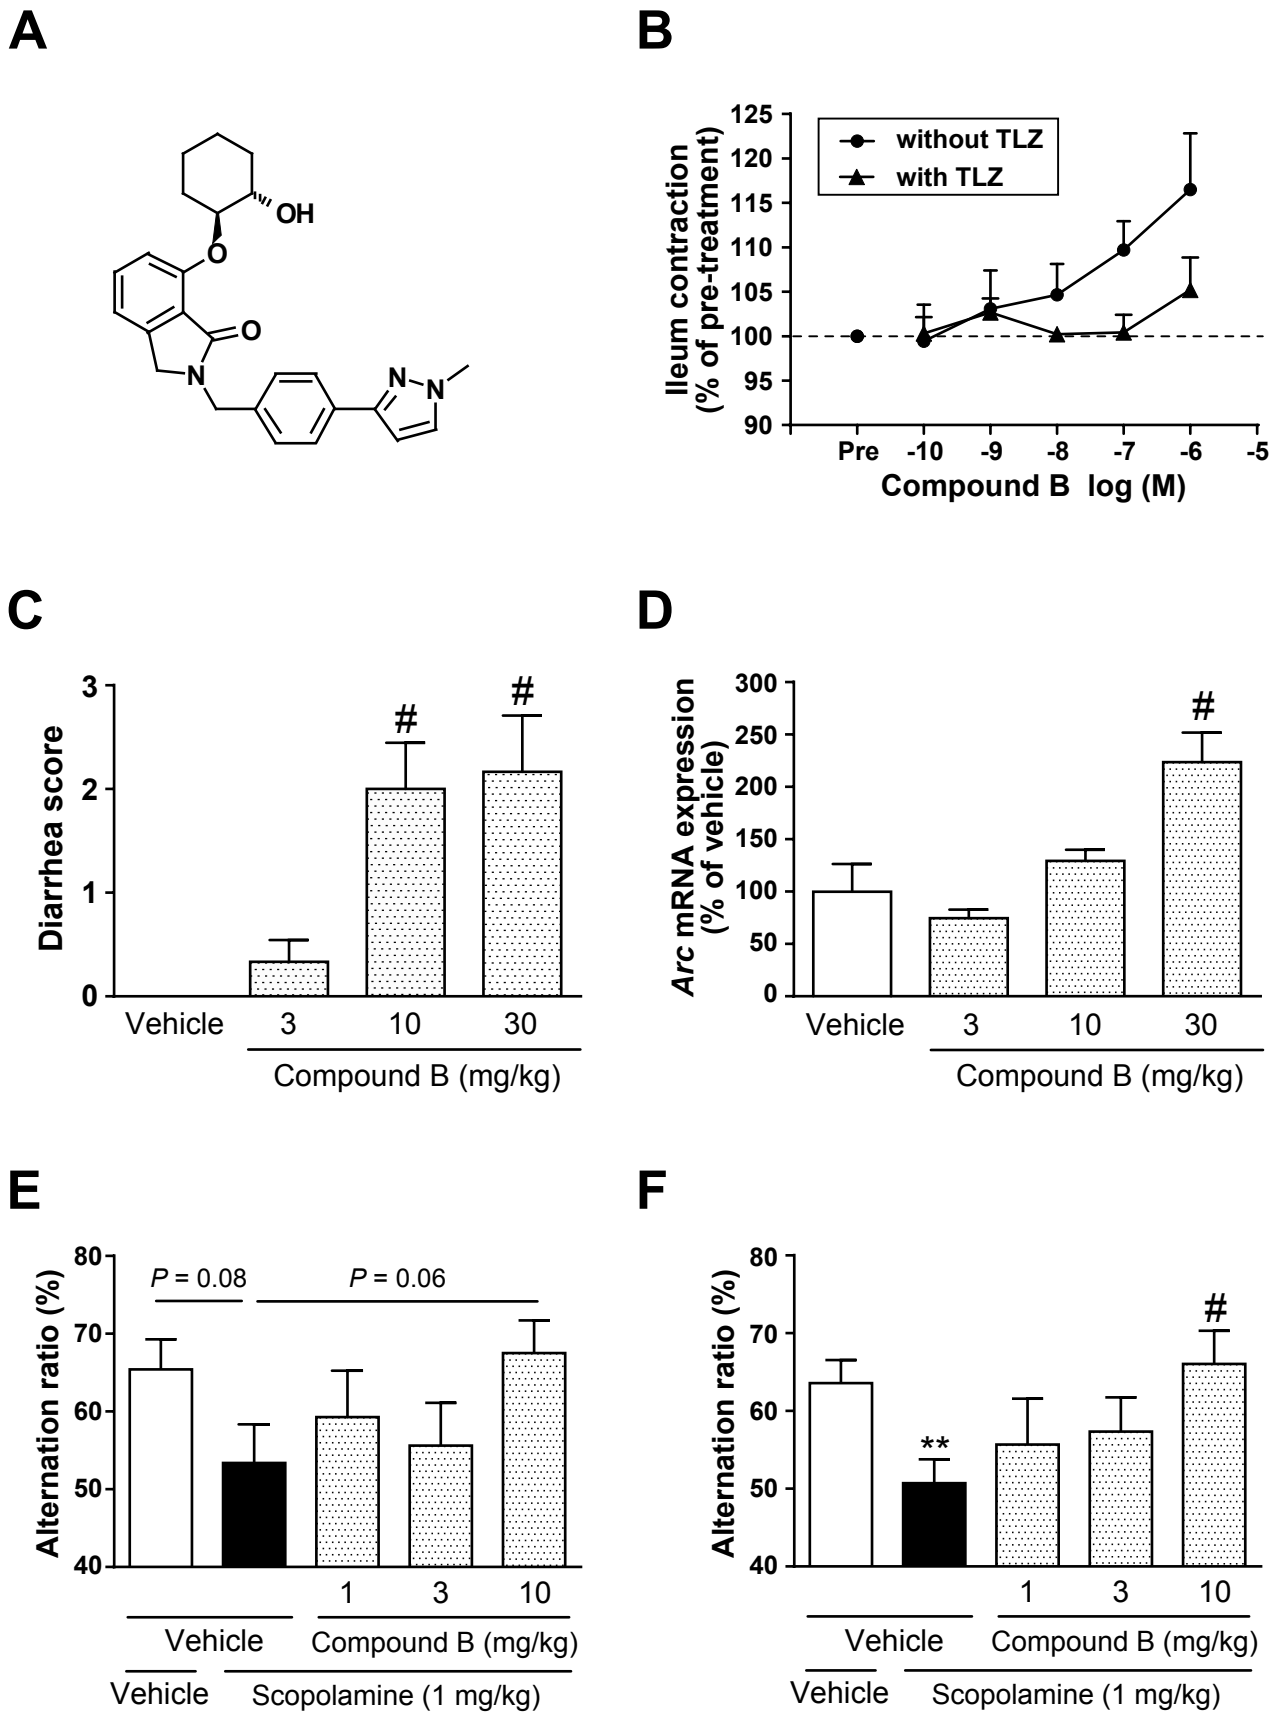 A
OH
O
O
N
N
N
B
Ileum contraction
(% of pre-treatment)
125
120
115
110
105
100
95
90
without TLZ
with TLZ
Pre -10 -9 -8 -7 -6 -5
Compound B log (M)
C
Diarrhea score
3
2
1
0
#
#
Vehicle 3 10 30
Compound B (mg/kg)
D
Arc mRNA expression
(% of vehicle)
300
250
200
150
100
50
0
#
Vehicle 3 10 30
Compound B (mg/kg)
E
Alternation ratio (%)
80
70
60
50
40
P = 0.08
P = 0.06
1 3 10
Vehicle Compound B (mg/kg)
Vehicle Scopolamine (1 mg/kg)
F
Alternation ratio (%)
80
70
60
50
40
**
#
1 3 10
Vehicle Compound B (mg/kg)
Vehicle Scopolamine (1 mg/kg)